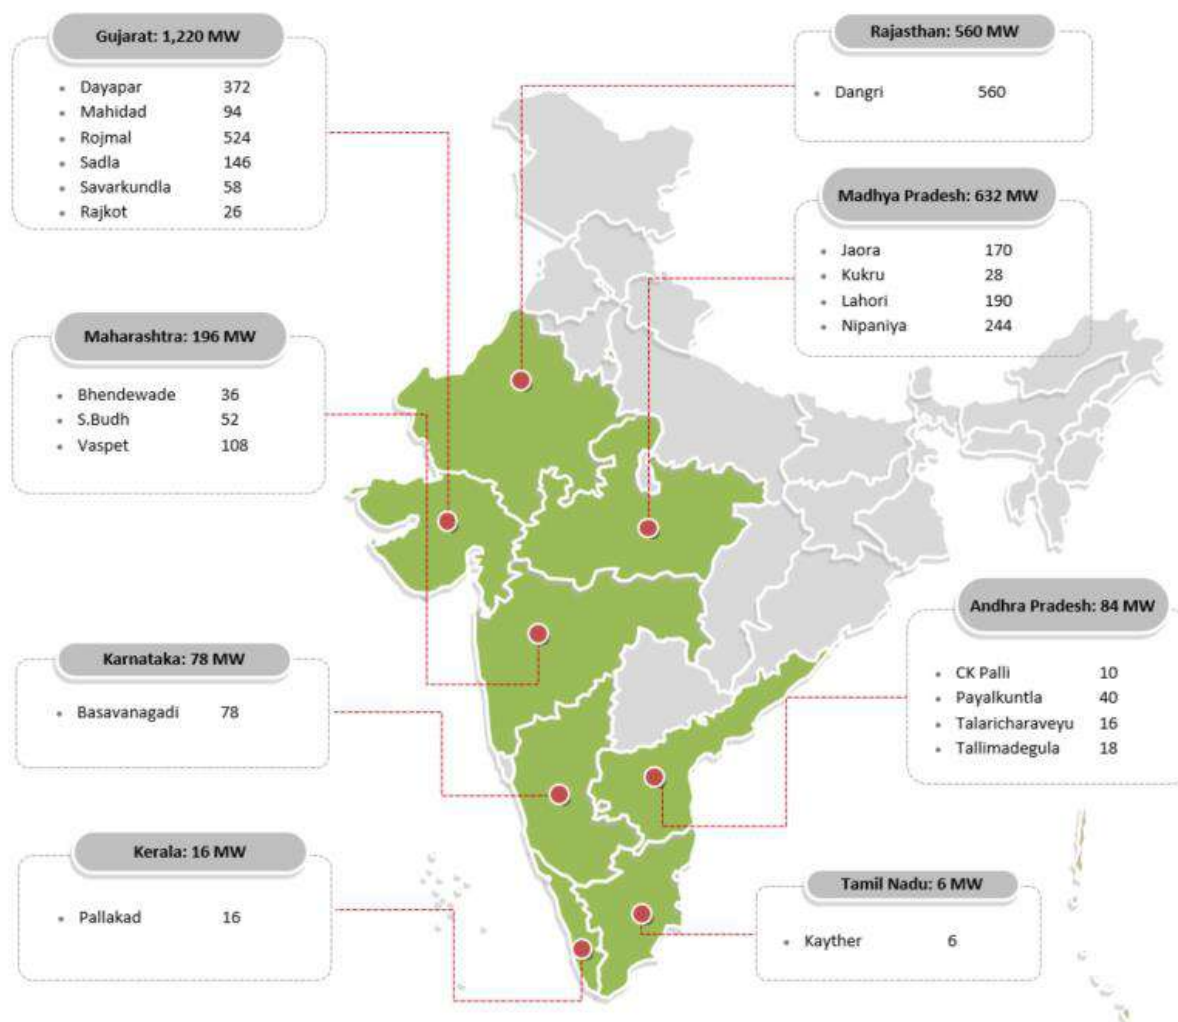 Gujarat: 1,220 MW
Dayapar 372
Mahidad 94
Rojmal 524
Sadla 146
Savarkundla 58
Rajkot 26
Rajasthan: 560 MW
Dangri 560
Madhya Pradesh: 632 MW
Jaora 170
Kukru 28
Lahori 190
Nipaniya 244
Maharashtra: 196 MW
Bhendewade 36
S.Budh 52
Vaspet 108
Andhra Pradesh: 84 MW
CK Palli 10
Payalkuntla 40
Talaricharaveyu 16
Tallimadegula 18
Karnataka: 78 MW
Basavanagadi 78
Kerala: 16 MW
Pallakad 16
Tamil Nadu: 6 MW
Kayther 6